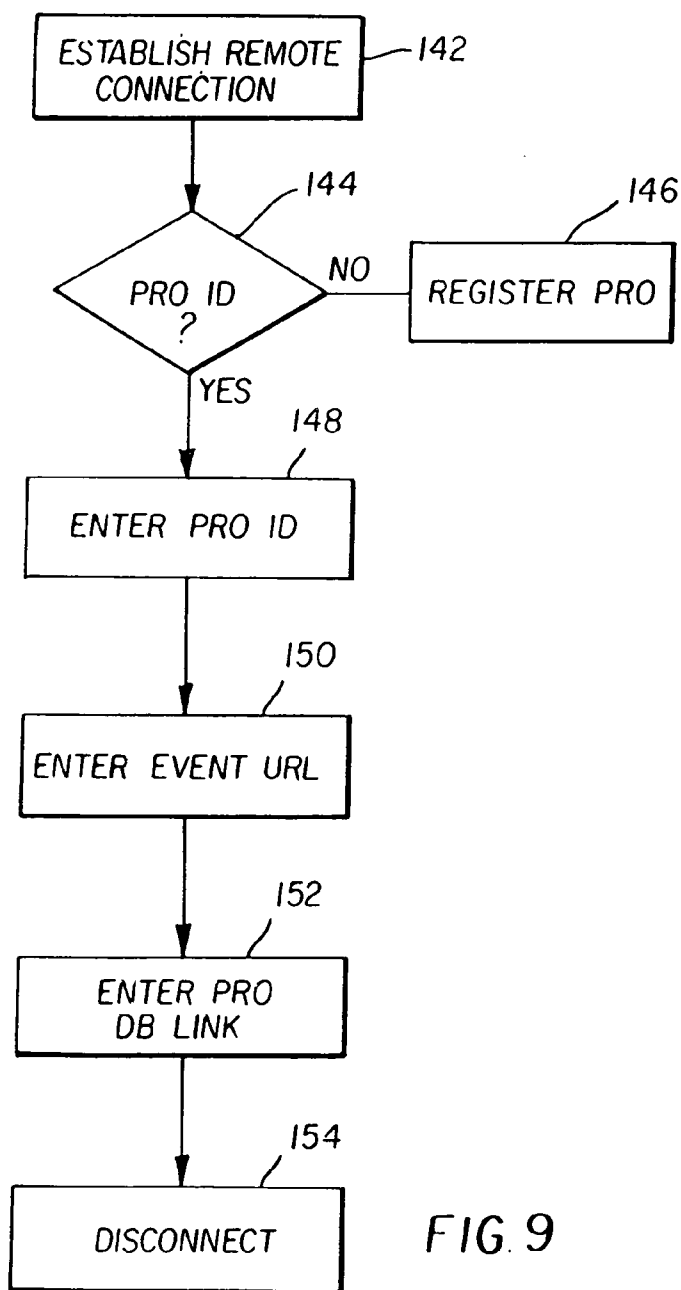 ESTABLISH REMOTE
CONNECTION
142
144
146
PRO ID
?
NO
REGISTER PRO
YES
148
ENTER PRO ID
150
ENTER EVENT URL
152
ENTER PRO
DB LINK
154
DISCONNECT
FIG. 9